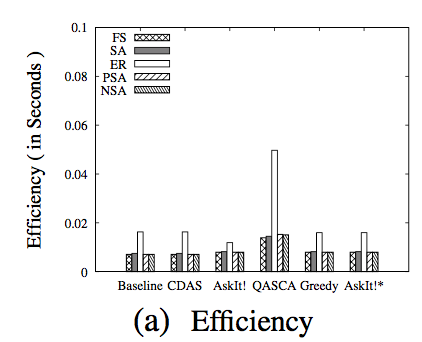 Efficiency ( in Seconds )
0.1
0.08
0.06
0.04
0.02
0
FS
SA
ER
PSA
NSA
Baseline CDAS AskIt! QASCA Greedy AskIt!*
(a) Efficiency